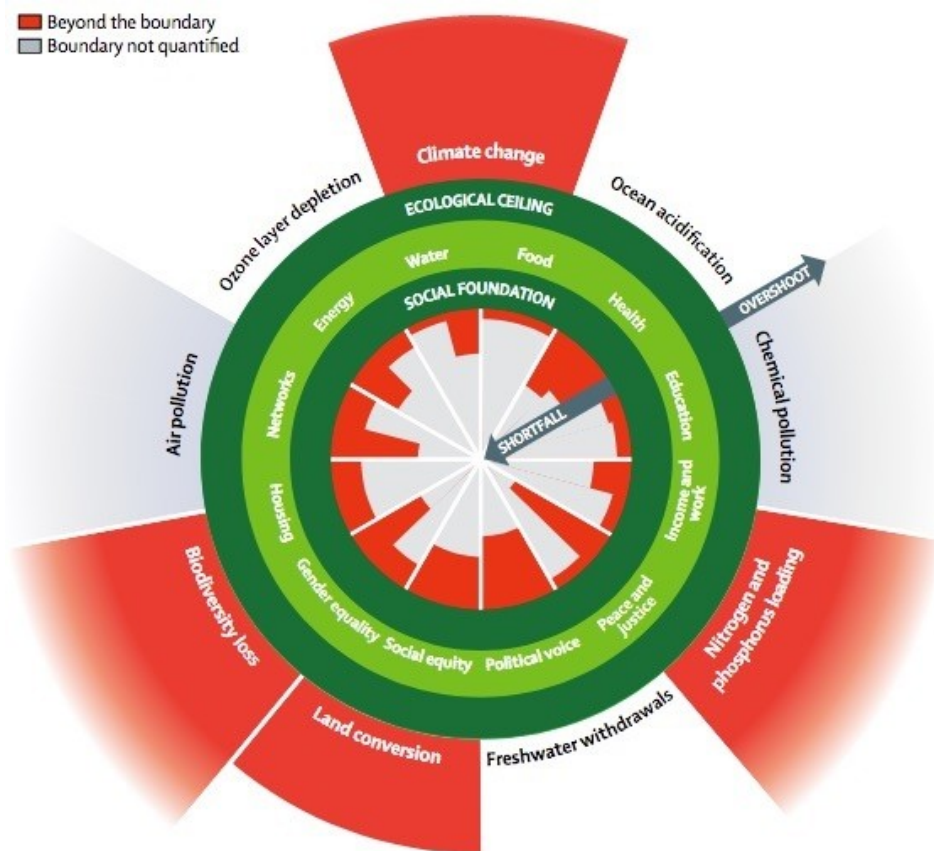 Beyond the boundary
Boundary not quantified
Climate change
Ozone layer depletion
Ocean acidification
ECOLOGICAL CEILING
Water
Food
Energy
Health
SOCIAL FOUNDATION
OVERSHOOT
Air pollution
Networks
Education
Chemical pollution
SHORTFALL
Housing
Income and
work
Biodiversity loss
Gender equality
Social equity
Political voice
Peace and
justice
Nitrogen and
phosphorus loading
Land conversion
Freshwater withdrawals